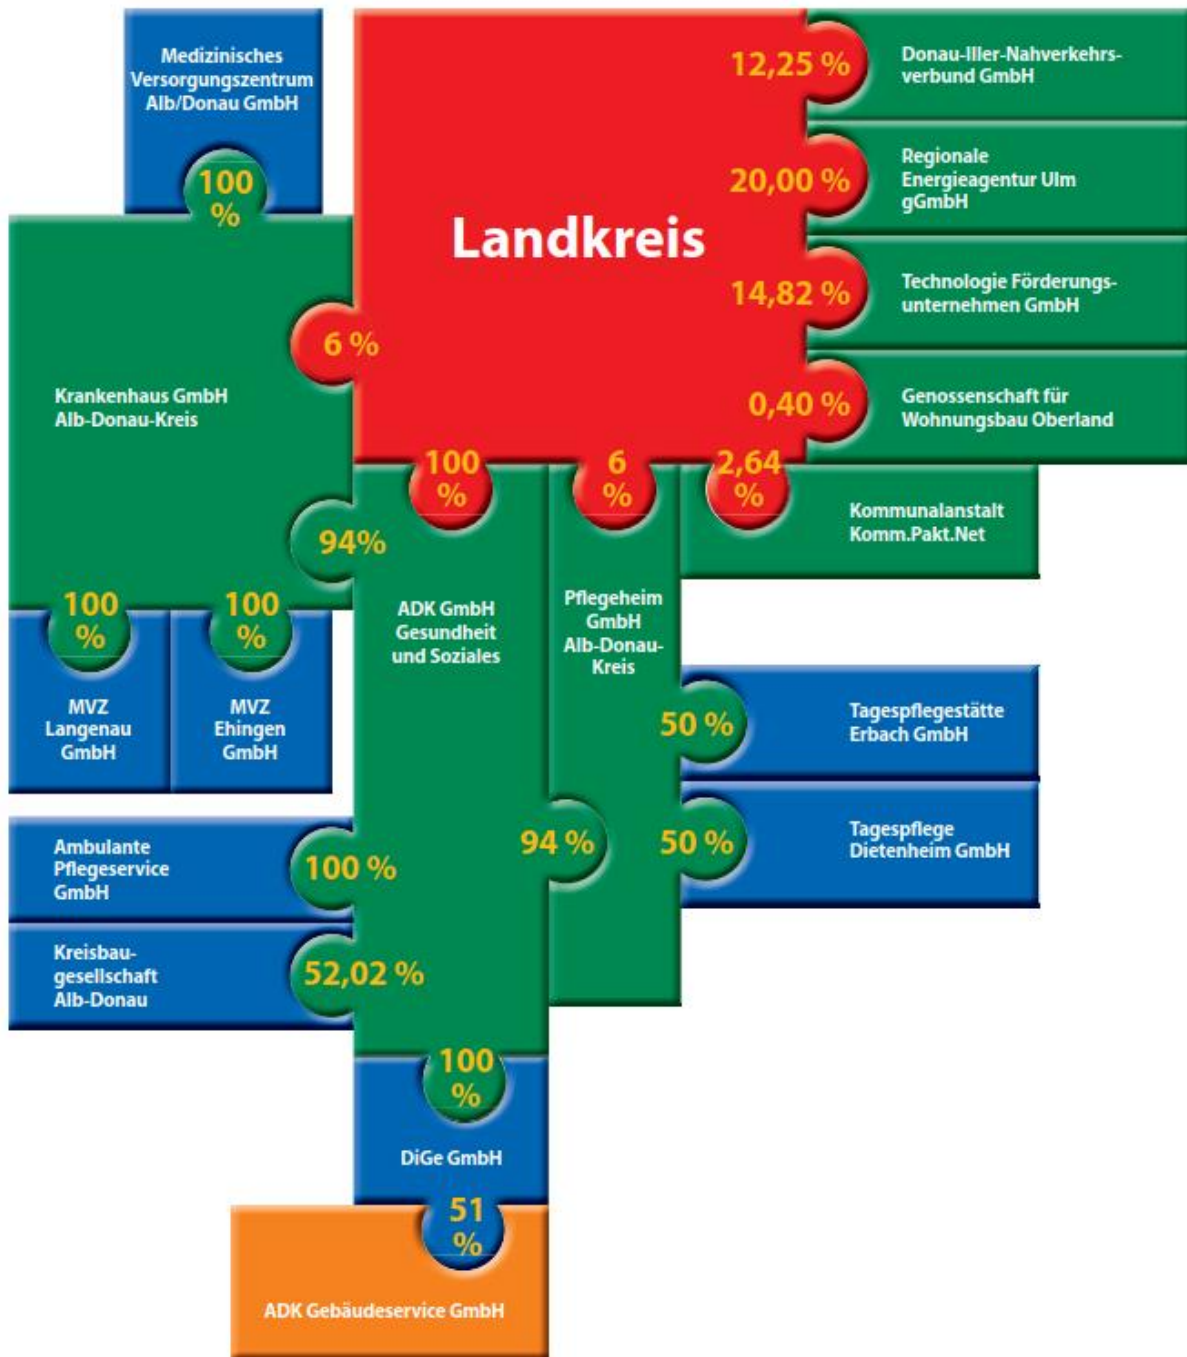 Medizinisches
Versorgungszentrum
Alb/Donau GmbH
100
%
Landkreis
12,25 %
Donau-Iller-Nahverkehrs-
verbund GmbH
20,00 %
Regionale
Energieagentur Ulm
gGmbH
14,82 %
Technologie Förderungs-
unternehmen GmbH
0,40 %
Genossenschaft für
Wohnungsbau Oberland
6 %
Krankenhaus GmbH
Alb-Donau-Kreis
94%
100
%
6
%
2,64
%
Kommunalanstalt
Komm.Pakt.Net
100
%
MVZ
Langenau
GmbH
100
%
MVZ
Ehingen
GmbH
ADK GmbH
Gesundheit
und Soziales
Pflegeheim
GmbH
Alb-Donau-
Kreis
50 %
Tagespflegestätte
Erbach GmbH
94 %
50 %
Tagespflege
Dietenheim GmbH
Ambulante
Pflegeservice
GmbH
100 %
Kreisbau-
gesellschaft
Alb-Donau
52,02 %
100
%
DiGe GmbH
51
%
ADK Gebäudeservice GmbH